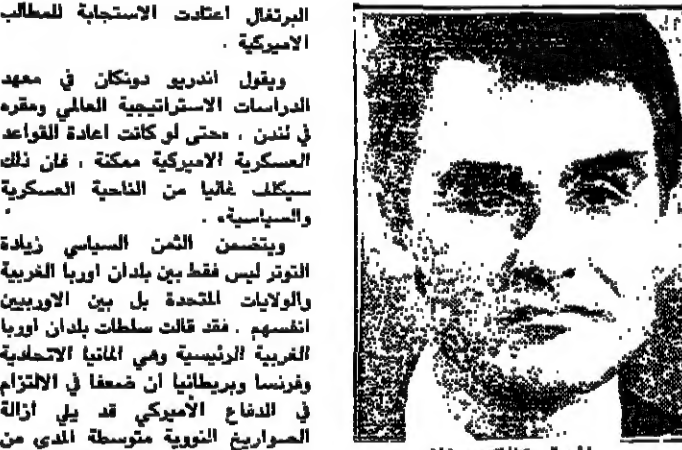 البرتغال اعتادت الاستجابة للمطالب
الاميركية .
ويقول اندريو دونكان في معهد
الدراسات الاستراتيجية العالمي ومقره
في لندن ، «حتى لو كانت اعادة القواعد
العسكرية الاميركية ممكنة ، فان ذلك
سيكلف غاليا من الناحية العسكرية
والسياسية» .
ويتضمن الثمن السياسي زيادة
التوتر ليس فقط بين بلدان اوربا الغربية
والولايات المتحدة بل بين الاوربيين
انفسهم . فقد قالت سلطات بلدان اوربا
الغربية الرئيسية وهي المانيا الاتحادية
وفرنسا وبريطانيا ان ضعفا في الالتزام
في الدفاع الأميركي قد يلي أزالة
الصواريخ النووية متوسطة المدى من